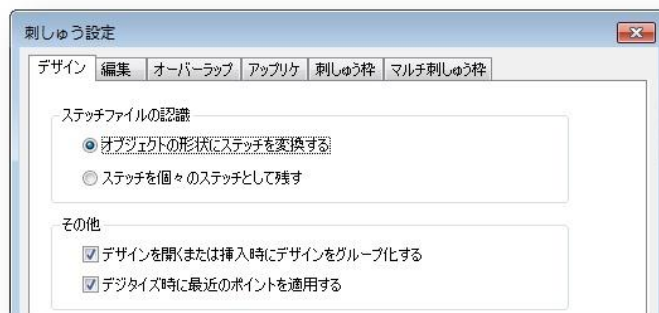 刺しゅう設定
デザイン 編集 オーバーラップ アップリケ 刺しゅう枠 マルチ刺しゅう枠
ステッチファイルの認識
オブジェクトの形状にステッチを変換する
ステッチを個々のステッチとして残す
その他
デザインを開くまたは挿入時にデザインをグループ化する
デジタイズ時に最近のポイントを適用する